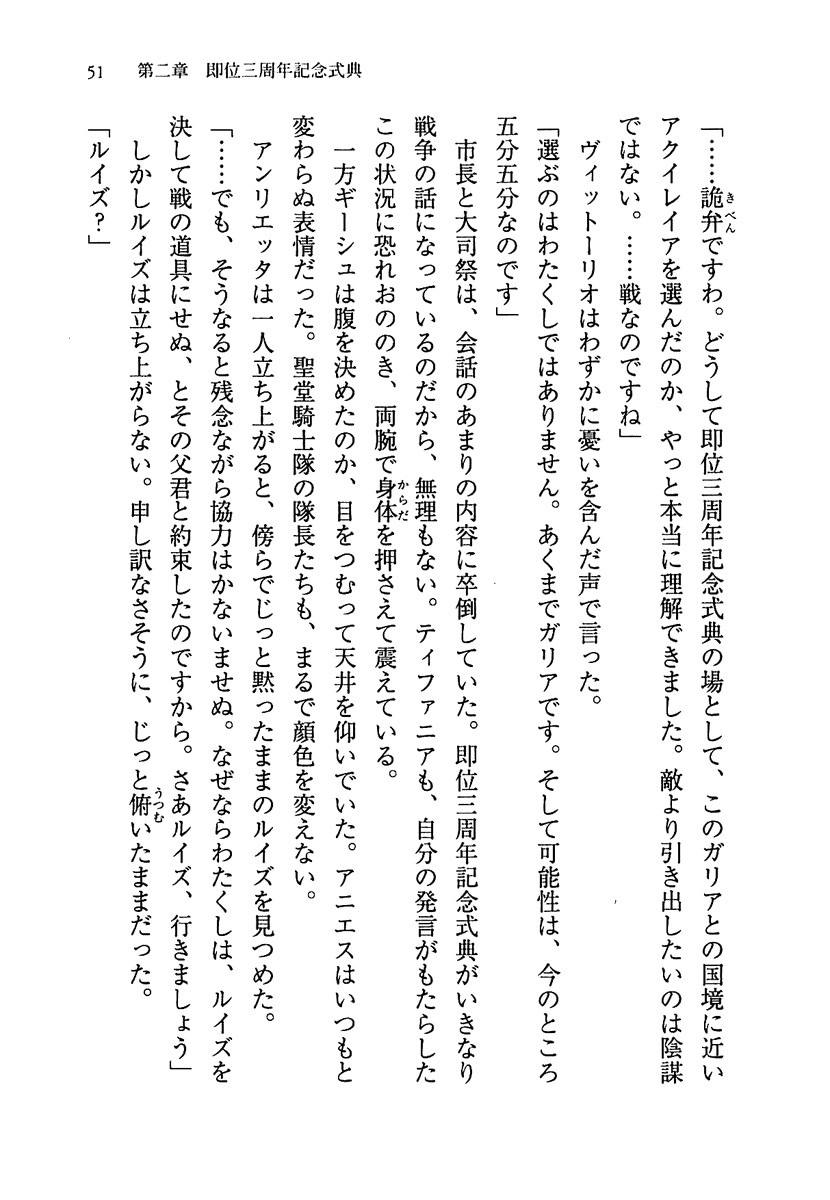 51　第二章　即位三周年記念式典
「……詭弁ですわ。どうして即位三周年記念式典の場として、このガリアとの国境に近い
アクイレイアを選んだのか、やっと本当に理解できました。敵より引き出したいのは陰謀
ではない。……戦なのですね」
　ヴィットーリオはわずかに憂いを含んだ声で言った。
「選ぶのはわたくしではありません。あくまでガリアです。そして可能性は、今のところ
五分五分なのです」
　市長と大司祭は、会話のあまりの内容に卒倒していた。即位三周年記念式典がいきなり
戦争の話になっているのだから、無理もない。ティファニアも、自分の発言がもたらした
この状況に恐れおののき、両腕で身体を押さえて震えている。
　一方ギーシュは腹を決めたのか、目をつむって天井を仰いでいた。アニエスはいつもと
変わらぬ表情だった。聖堂騎士隊の隊長たちも、まるで顔色を変えない。
　アンリエッタは一人立ち上がると、傍らでじっと黙ったままのルイズを見つめた。
「……でも、そうなると残念ながら協力はかないませぬ。なぜならわたくしは、ルイズを
決して戦の道具にせぬ、とその父君と約束したのですから。さあルイズ、行きましょう」
　しかしルイズは立ち上がらない。申し訳なさそうに、じっと俯いたままだった。
「ルイズ？」